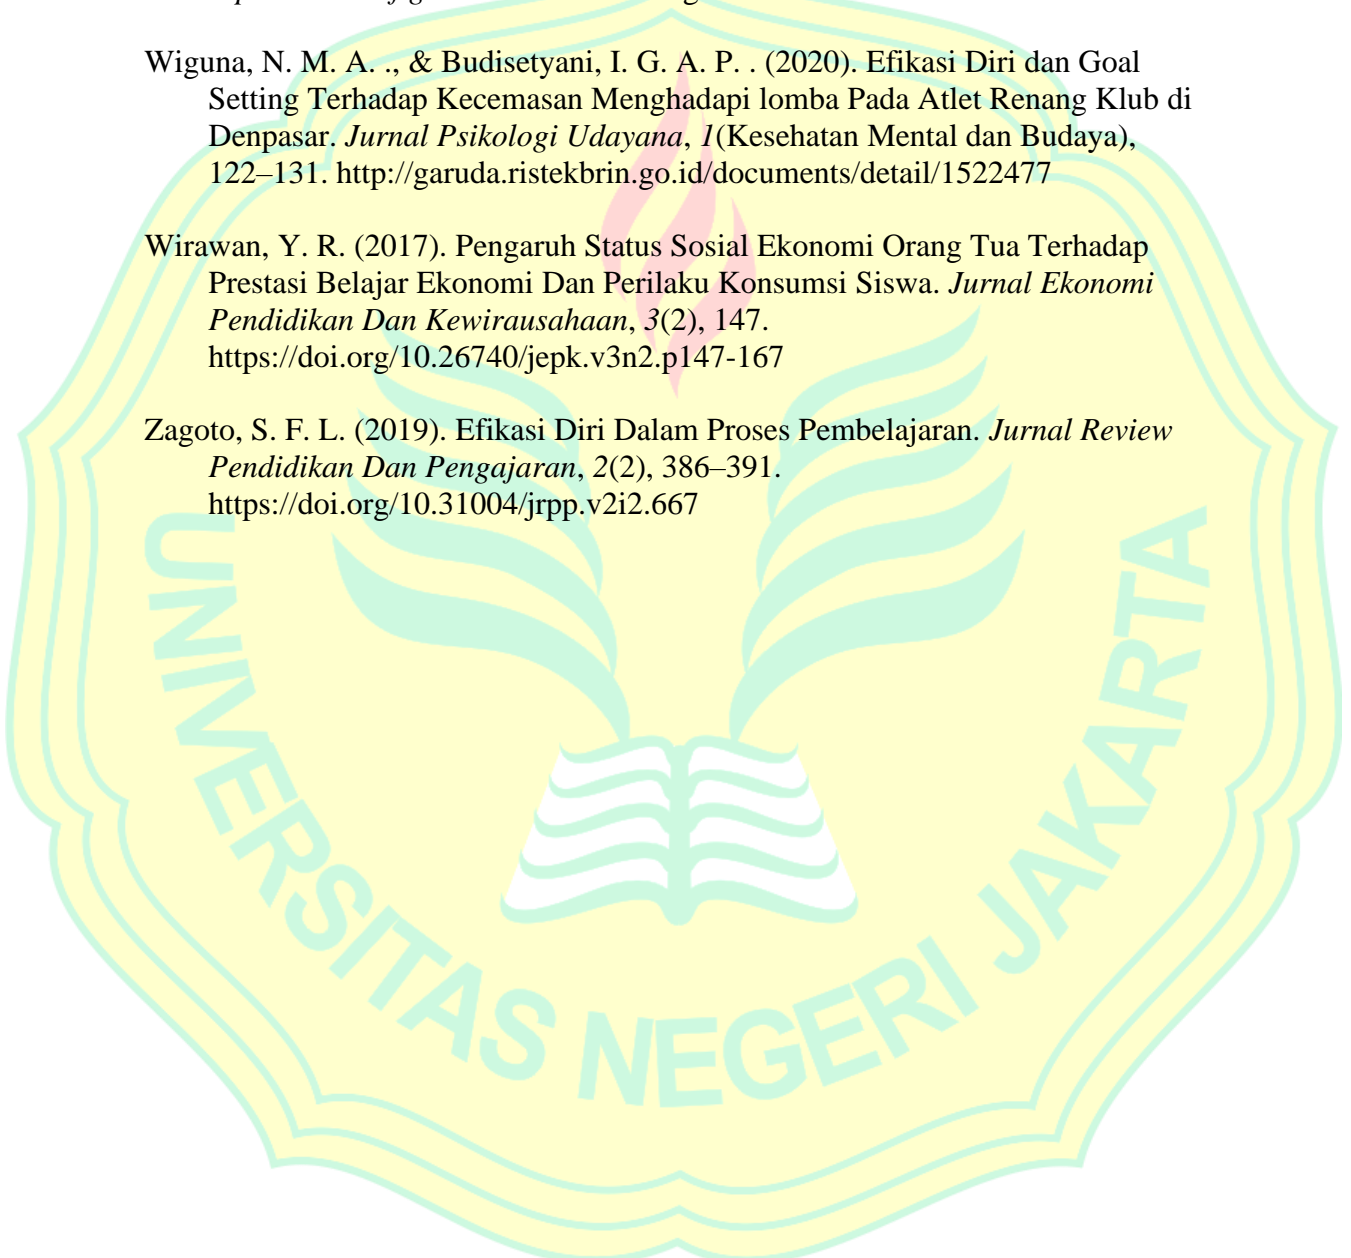 Wiguna, N. M. A. ., & Budisetyani, I. G. A. P. . (2020). Efikasi Diri dan Goal
Setting Terhadap Kecemasan Menghadapi lomba Pada Atlet Renang Klub di
Denpasar. Jurnal Psikologi Udayana, 1(Kesehatan Mental dan Budaya),
122–131. http://garuda.ristekbrin.go.id/documents/detail/1522477
Wirawan, Y. R. (2017). Pengaruh Status Sosial Ekonomi Orang Tua Terhadap
Prestasi Belajar Ekonomi Dan Perilaku Konsumsi Siswa. Jurnal Ekonomi
Pendidikan Dan Kewirausahaan, 3(2), 147.
https://doi.org/10.26740/jepk.v3n2.p147-167
Zagoto, S. F. L. (2019). Efikasi Diri Dalam Proses Pembelajaran. Jurnal Review
Pendidikan Dan Pengajaran, 2(2), 386–391.
https://doi.org/10.31004/jrpp.v2i2.667
UNIVERSITAS NEGERI JAKARTA